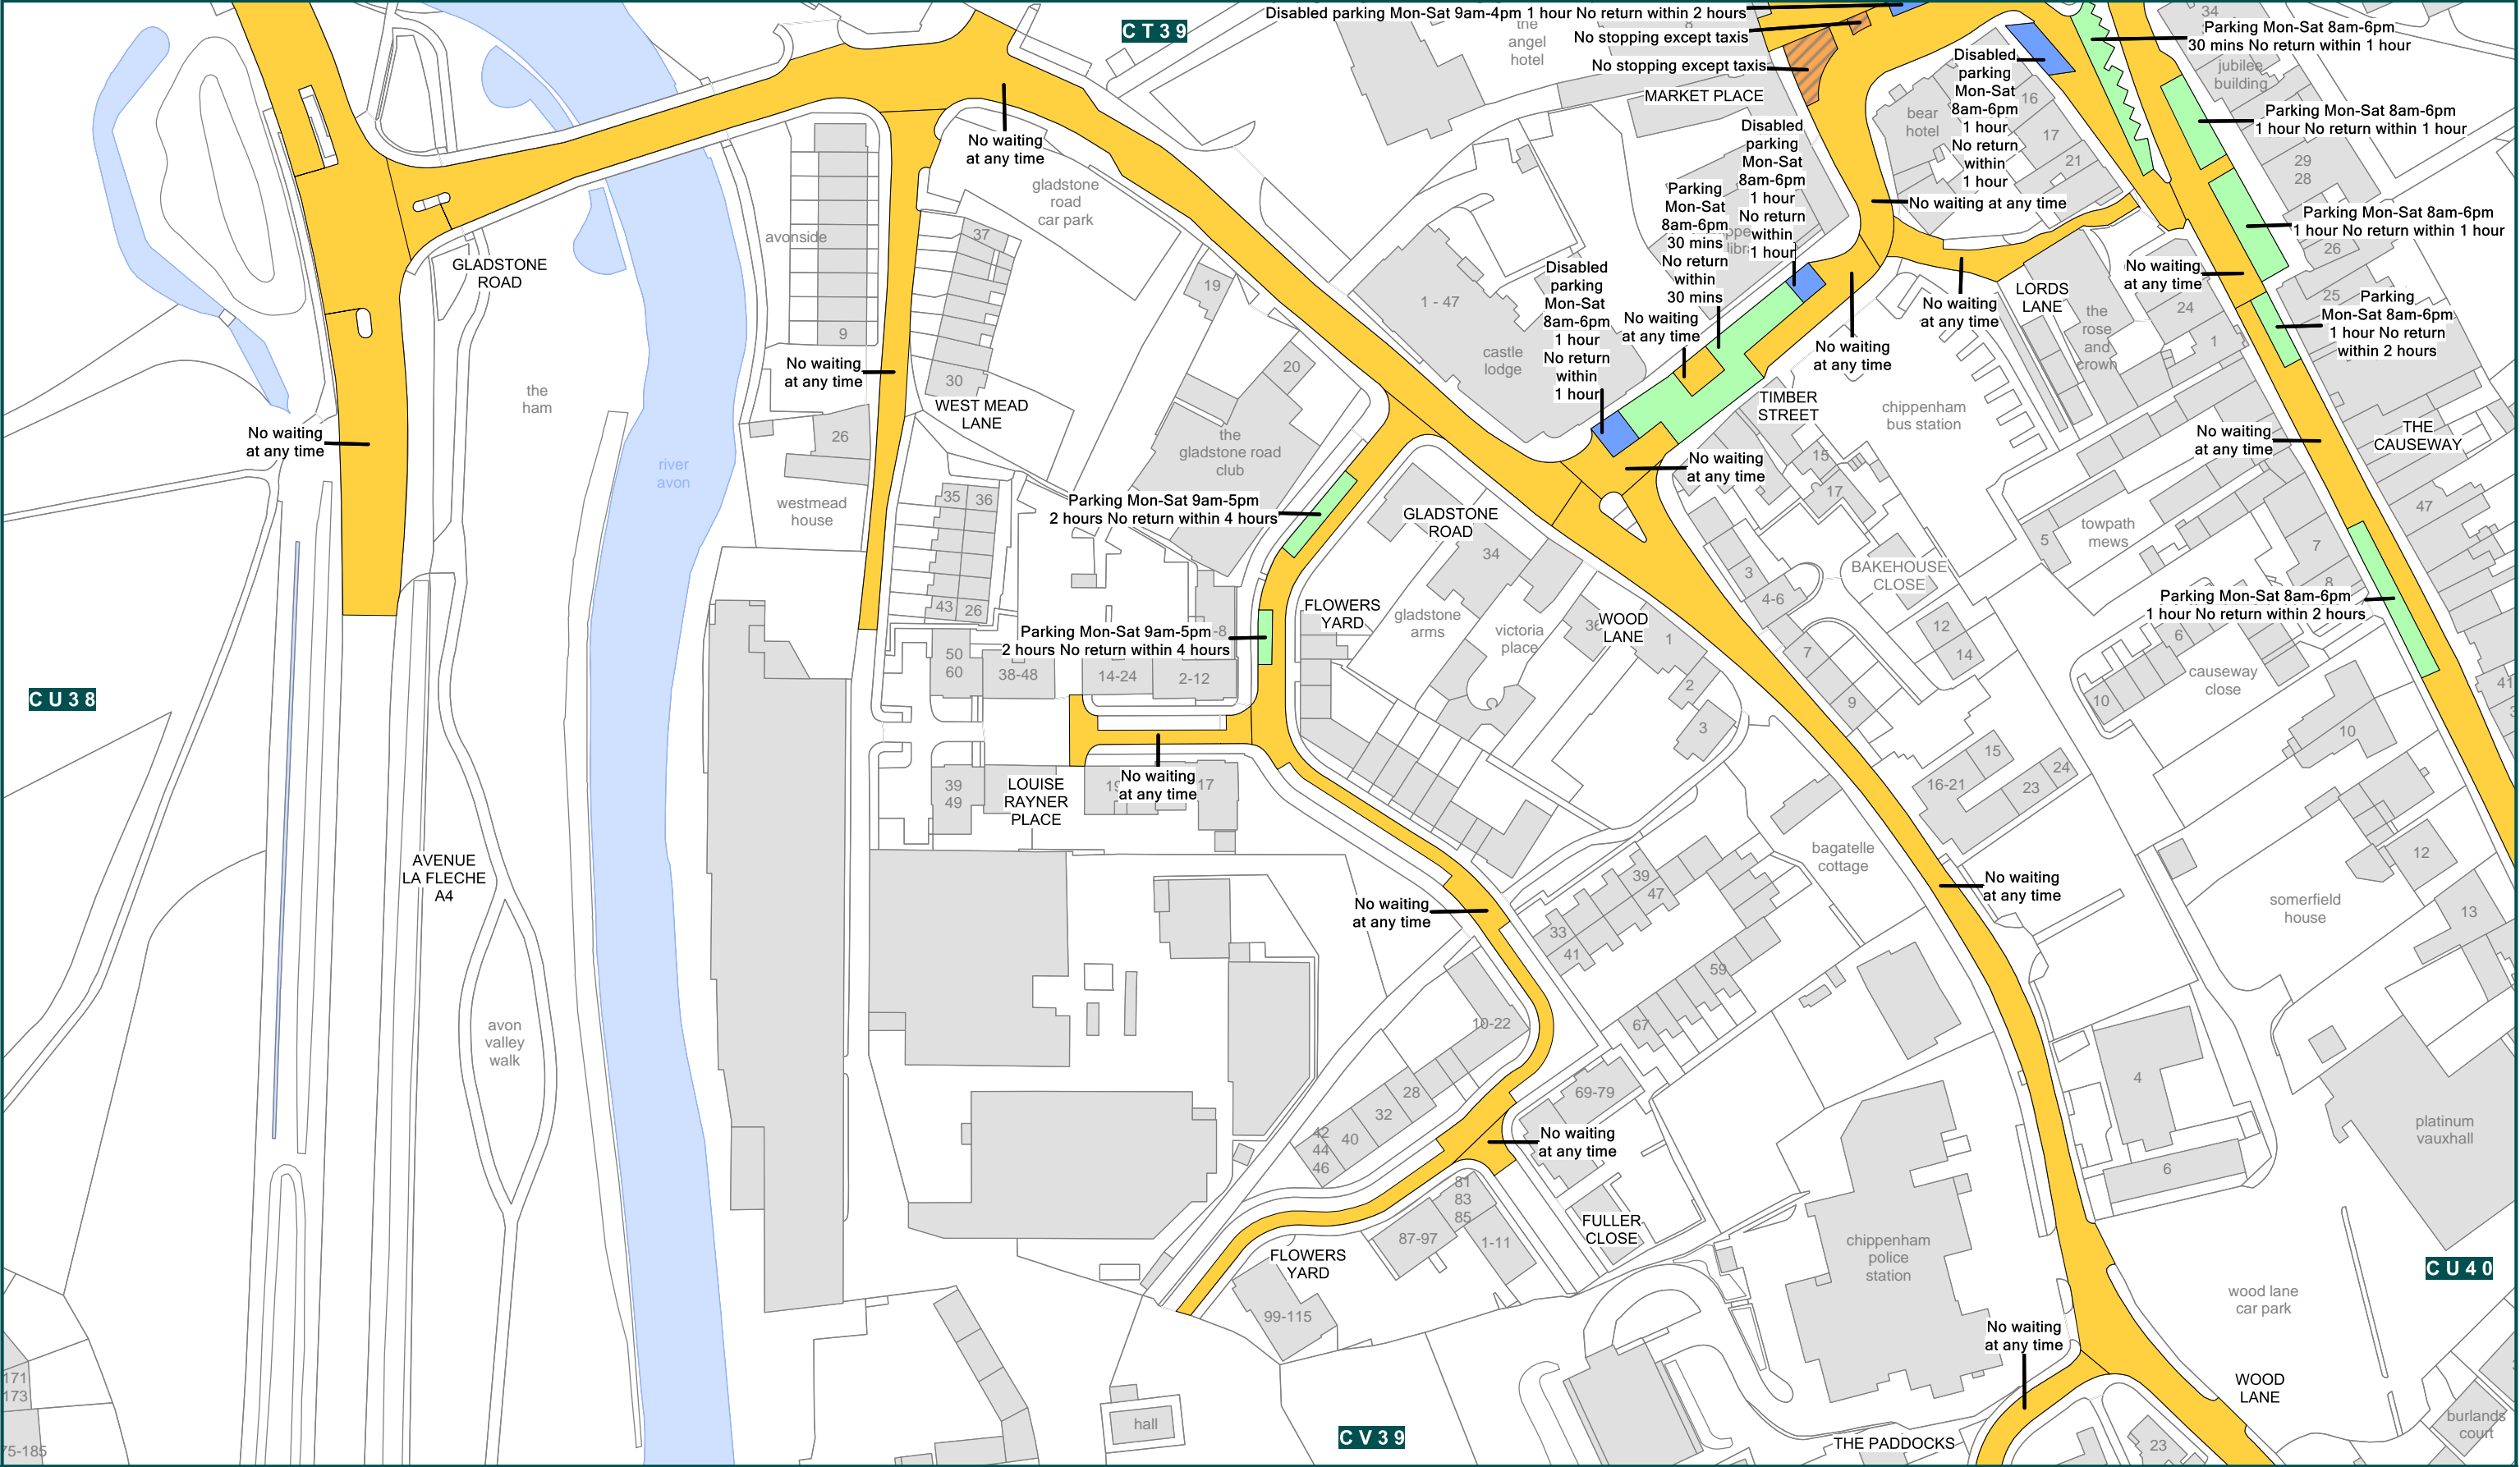 Disabled parking Mon-Sat 9am-4pm 1 hour No return within 2 hours
No stopping except taxis
No stopping except taxis
CT39
the
angel
hotel
8
MARKET PLACE
34
Parking Mon-Sat 8am-6pm
30 mins No return within 1 hour
jubilee
building
Disabled
parking
Mon-Sat
8am-6pm
1 hour
No return
within
1 hour
bear
hotel
16
17
21
Parking Mon-Sat 8am-6pm
1 hour No return within 1 hour
29
28
Disabled
parking
Mon-Sat
8am-6pm
1 hour
No return
within
1 hour
Parking
Mon-Sat
8am-6pm
30 mins
No return
within
30 mins
No waiting at any time
Parking Mon-Sat 8am-6pm
1 hour No return within 1 hour
26
25
No waiting
at any time
gladstone
road
car park
avonside
37
GLADSTONE
ROAD
19
1 - 47
castle
lodge
Disabled
parking
Mon-Sat
8am-6pm
1 hour
No return
within
1 hour
No waiting
at any time
No waiting
at any time
No waiting
at any time
LORDS
LANE
the
rose
and
crown
24
1
No waiting
at any time
Parking
Mon-Sat 8am-6pm
1 hour No return
within 2 hours
9
No waiting
at any time
30
20
the
ham
WEST MEAD
LANE
TIMBER
STREET
chippenham
bus station
No waiting
at any time
26
the
gladstone road
club
No waiting
at any time
15
17
No waiting
at any time
THE
CAUSEWAY
river
avon
westmead
house
35
36
Parking Mon-Sat 9am-5pm
2 hours No return within 4 hours
GLADSTONE
ROAD
34
5
towpath
mews
47
7
8
3
4-6
BAKEHOUSE
CLOSE
43
26
FLOWERS
YARD
gladstone
arms
victoria
place
WOOD
LANE
1
Parking Mon-Sat 8am-6pm
1 hour No return within 2 hours
Parking Mon-Sat 9am-5pm
2 hours No return within 4 hours
50
60
38-48
14-24
2-12
12
14
7
9
6
10
causeway
close
41
CU38
2
3
10
No waiting
at any time
LOUISE
RAYNER
PLACE
39
49
17
15
16-21
24
23
bagatelle
cottage
12
AVENUE
LA FLECHE
A4
39
47
33
41
No waiting
at any time
No waiting
at any time
somerfield
house
13
59
67
avon
valley
walk
10-22
28
32
40
42
44
46
69-79
No waiting
at any time
4
6
platinum
vauxhall
81
83
85
87-97
1-11
FULLER
CLOSE
FLOWERS
YARD
99-115
chippenham
police
station
CU40
wood lane
car park
No waiting
at any time
171
173
75-185
WOOD
LANE
hall
CV39
THE PADDOCKS
23
burlands
court